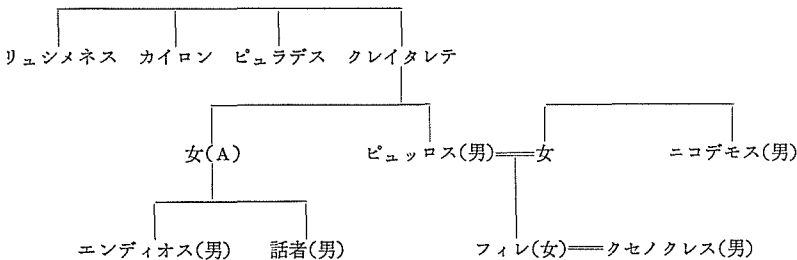 リュシメネス カイロン ピュラデス クレイタレテ
女(A) ピュッロス(男) 女 ニコデモス(男)
エンディオス(男) 話者(男) フィレ(女) クセノクレス(男)